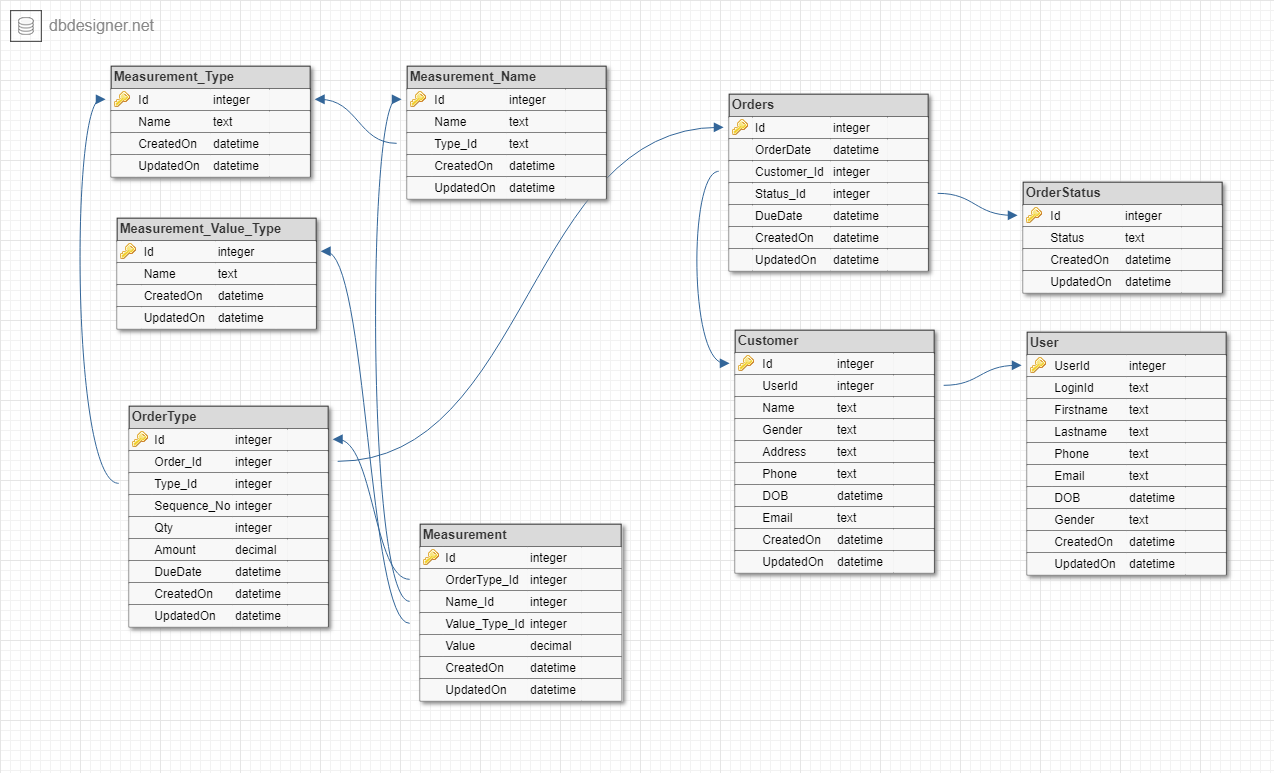 dbdesigner.net
Measurement_Type
Id integer
Name text
CreatedOn datetime
UpdatedOn datetime
Measurement_Name
Id integer
Name text
Type_Id text
CreatedOn datetime
UpdatedOn datetime
Orders
Id integer
OrderDate datetime
Customer_Id integer
Status_Id integer
DueDate datetime
CreatedOn datetime
UpdatedOn datetime
OrderStatus
Id integer
Status text
CreatedOn datetime
UpdatedOn datetime
Measurement_Value_Type
Id integer
Name text
CreatedOn datetime
UpdatedOn datetime
Customer
Id integer
UserId integer
Name text
Gender text
Address text
Phone text
DOB datetime
Email text
CreatedOn datetime
UpdatedOn datetime
User
UserId integer
LoginId text
Firstname text
Lastname text
Phone text
Email text
DOB datetime
Gender text
CreatedOn datetime
UpdatedOn datetime
OrderType
Id integer
Order_Id integer
Type_Id integer
Sequence_No integer
Qty integer
Amount decimal
DueDate datetime
CreatedOn datetime
UpdatedOn datetime
Measurement
Id integer
OrderType_Id integer
Name_Id integer
Value_Type_Id integer
Value decimal
CreatedOn datetime
UpdatedOn datetime